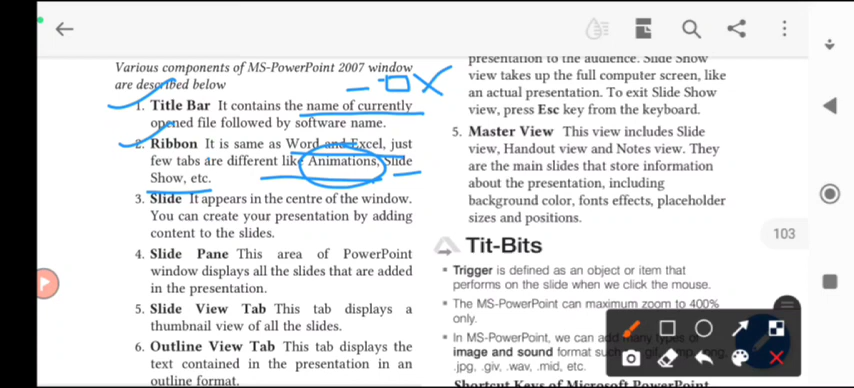 Various components of MS-PowerPoint 2007 window
are described below
1. Title Bar It contains the name of currently
opened file followed by software name.
2. Ribbon It is same as Word and Excel, just
few tabs are different like Animations, Slide
Show, etc.
3. Slide It appears in the centre of the window.
You can create your presentation by adding
content to the slides.
4. Slide Pane This area of PowerPoint
window displays all the slides that are added
in the presentation.
5. Slide View Tab This tab displays a
thumbnail view of all the slides.
6. Outline View Tab This tab displays the
text contained in the presentation in an
outline format.
presentation to the audience. Slide Show
view takes up the full computer screen, like
an actual presentation. To exit Slide Show
view, press Esc key from the keyboard.
5. Master View This view includes Slide
view, Handout view and Notes view. They
are the main slides that store information
about the presentation, including
background color, fonts effects, placeholder
sizes and positions.
103
Tit-Bits
▪ Trigger is defined as an object or item that
performs on the slide when we click the mouse.
▪ The MS-PowerPoint can maximum zoom to 400%
only.
▪ In MS-PowerPoint, we can add many types of
image and sound format
.jpg, .giv, .wav, .mid, etc.
Shortcut Keys of Microsoft PowerPoint